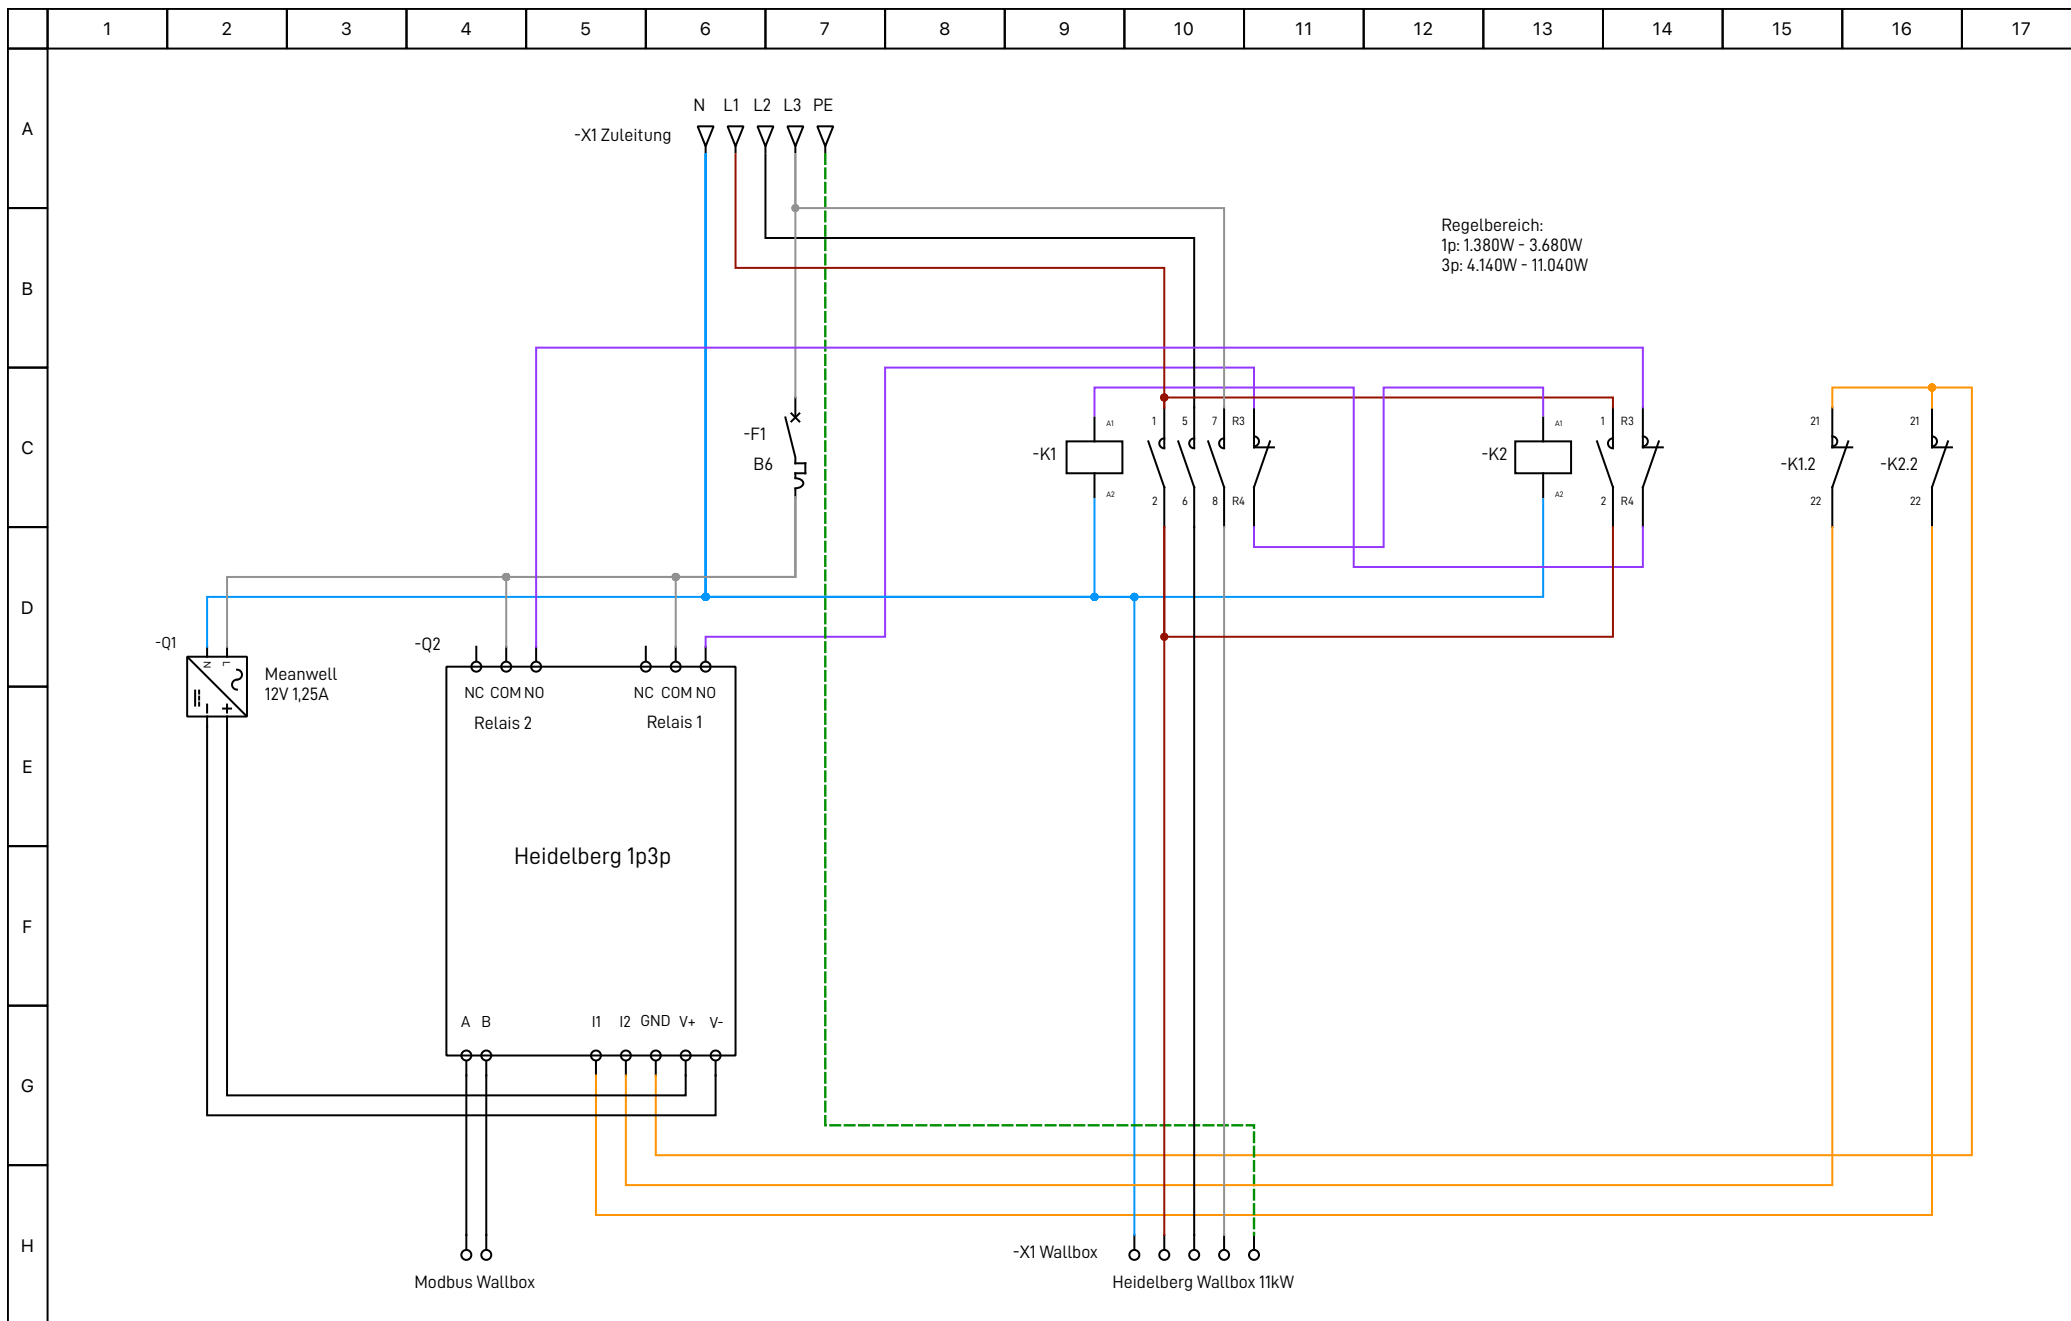 1 2 3 4 5 6 7 8 9 10 11 12 13 14 15 16 17
A
N L1 L2 L3 PE
-X1 Zuleitung
B
Regelbereich:
1p: 1.380W - 3.680W
3p: 4.140W - 11.040W
C
-F1
B6
-K1
A1
A2
1 5 7 R3
2 6 8 R4
-K2
A1
A2
1 R3
2 R4
21
-K1.2
22
21
-K2.2
22
D
-Q1
N L
Meanwell
12V 1,25A
-Q2
NC COM NO
Relais 2
NC COM NO
Relais 1
E
Heidelberg 1p3p
F
A B I1 I2 GND V+ V-
G
H
-X1 Wallbox
Modbus Wallbox
Heidelberg Wallbox 11kW